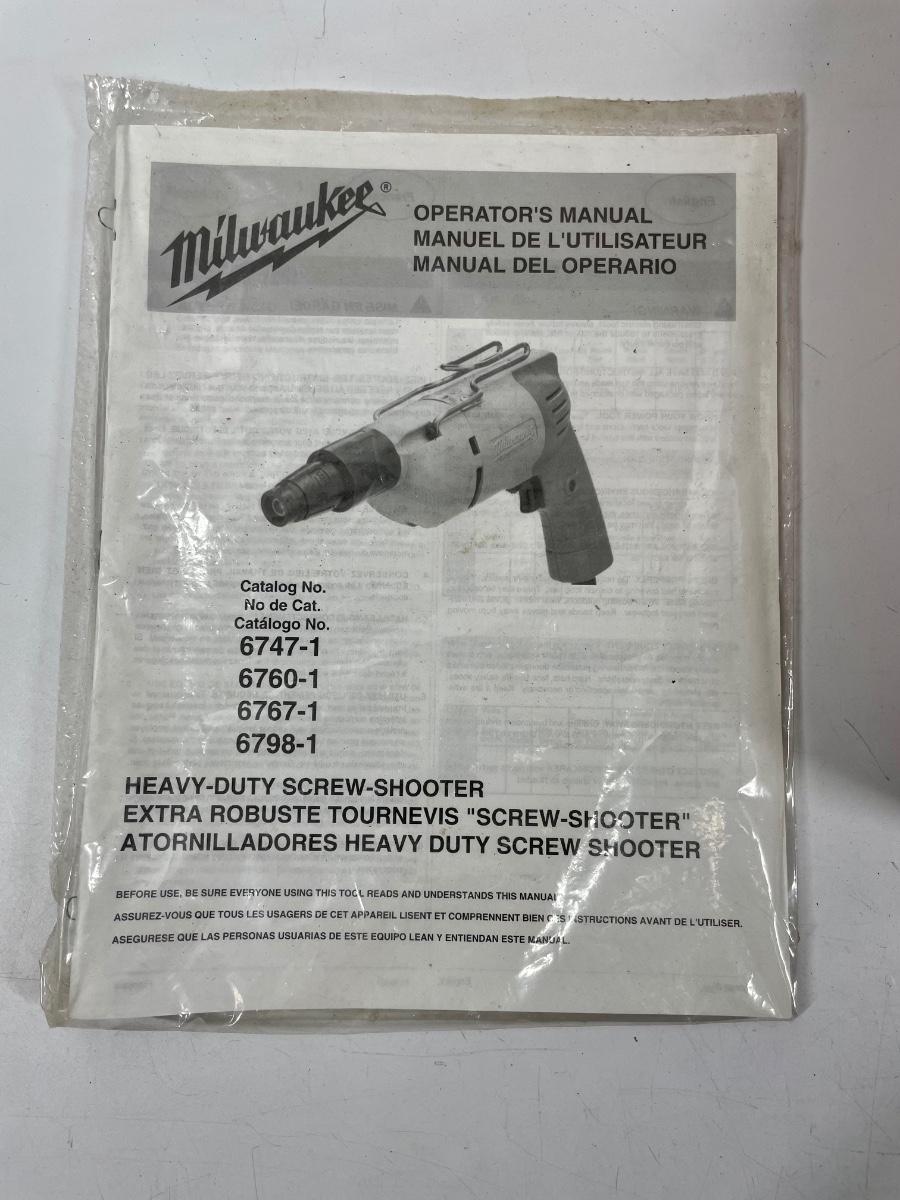 Milwaukee®
OPERATOR'S MANUAL
MANUEL DE L'UTILISATEUR
MANUAL DEL OPERARIO
Milwaukee
Catalog No.
No de Cat.
Catálogo No.
6747-1
6760-1
6767-1
6798-1
HEAVY-DUTY SCREW-SHOOTER
EXTRA ROBUSTE TOURNEVIS "SCREW-SHOOTER"
ATORNILLADORES HEAVY DUTY SCREW SHOOTER
BEFORE USE, BE SURE EVERYONE USING THIS TOOL READS AND UNDERSTANDS THIS MANUAL
ASSUREZ-VOUS QUE TOUS LES USAGERS DE CET APPAREIL LISENT ET COMPRENNENT BIEN CES INSTRUCTIONS AVANT DE L'UTILISER.
ASEGURESE QUE LAS PERSONAS USUARIAS DE ESTE EQUIPO LEAN Y ENTIENDAN ESTE MANUAL.